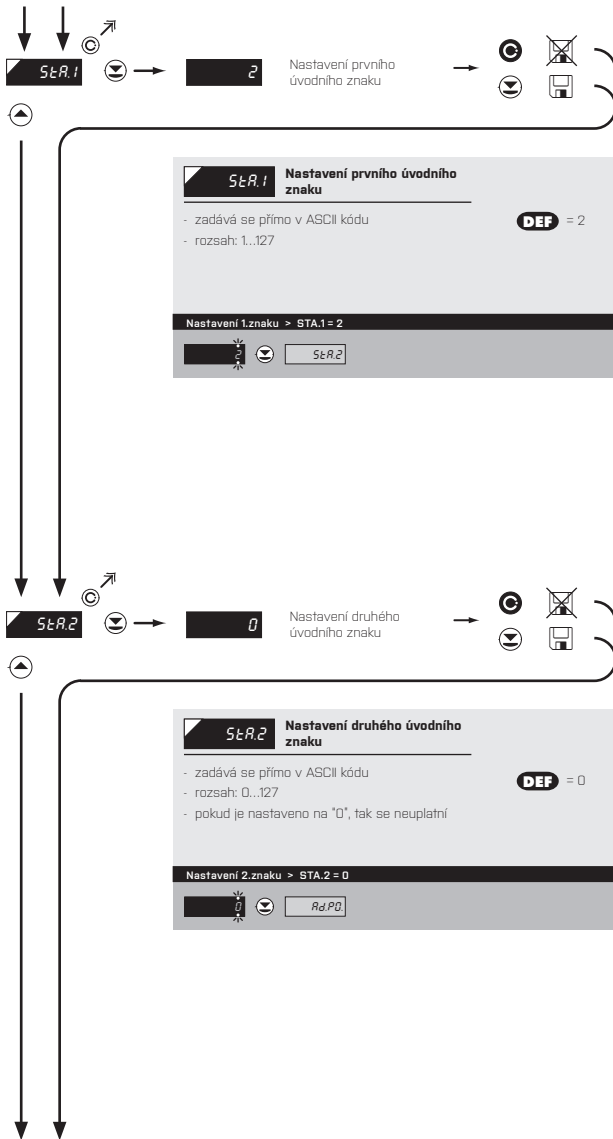 StA.1
2
Nastavení prvního
úvodního znaku
StA.1
Nastavení prvního úvodního
znaku
- zadává se přímo v ASCII kódu
- rozsah: 1…127
DEF = 2
Nastavení 1.znaku > STA.1 = 2
2
StA.2
StA.2
0
Nastavení druhého
úvodního znaku
StA.2
Nastavení druhého úvodního
znaku
- zadává se přímo v ASCII kódu
- rozsah: 0…127
- pokud je nastaveno na "0", tak se neuplatní
DEF = 0
Nastavení 2.znaku > STA.2 = 0
0
Ad.P0.